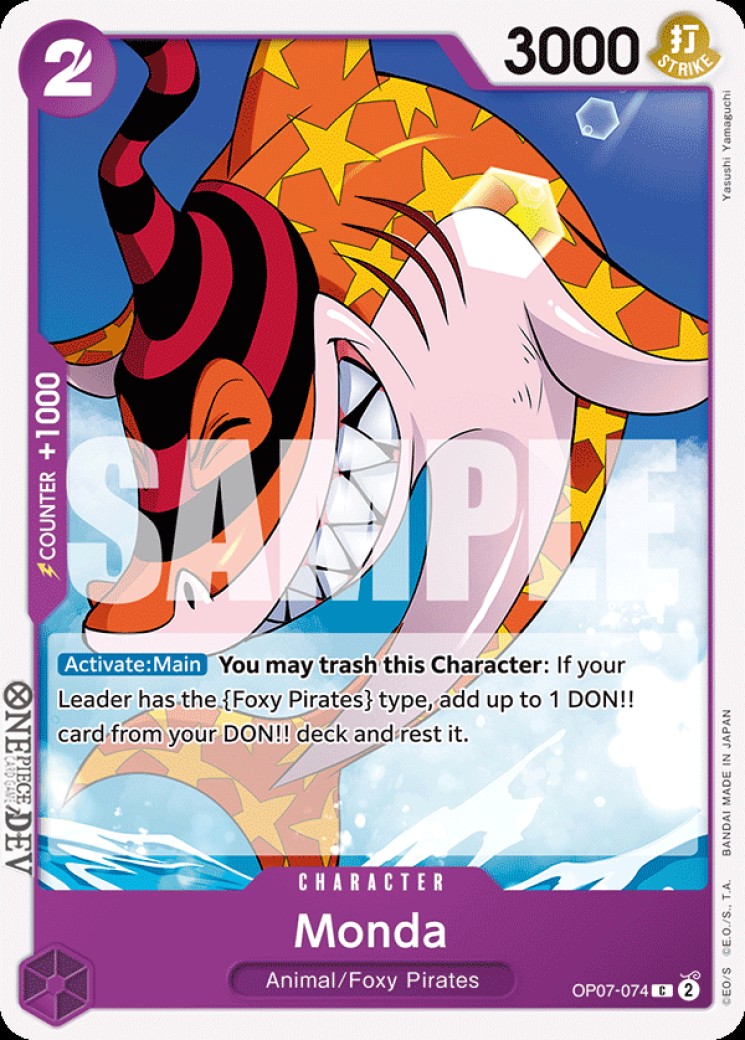 2
3000
打
STRIKE
Yasushi Yamaguchi
COUNTER +1000
SAMPLE
Activate:Main You may trash this Character: If your
Leader has the {Foxy Pirates} type, add up to 1 DON!!
card from your DON!! deck and rest it.
ONE PIECE
CARD GAME
/DEV
BANDAI MADE IN JAPAN
©E.O./S., T.A.
©EO/S
CHARACTER
Monda
Animal/Foxy Pirates
OP07-074 C 2